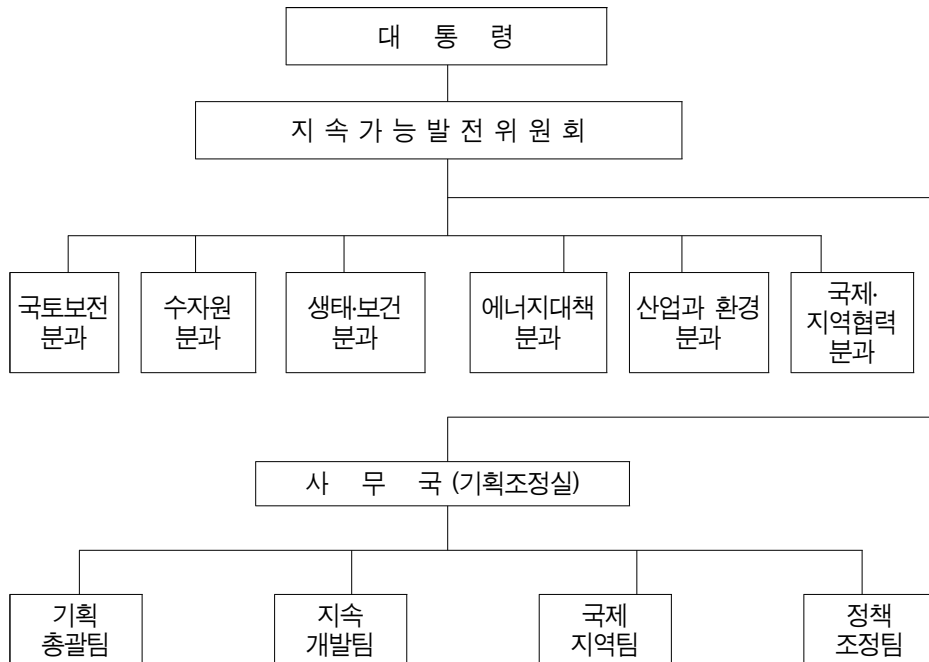 대 통 령
지 속 가 능 발 전 위 원 회
국토보전
분과
수자원
분과
생태·보건
분과
에너지대책
분과
산업과 환경
분과
국제·
지역협력
분과
사 무 국 (기획조정실)
기획
총괄팀
지속
개발팀
국제
지역팀
정책
조정팀